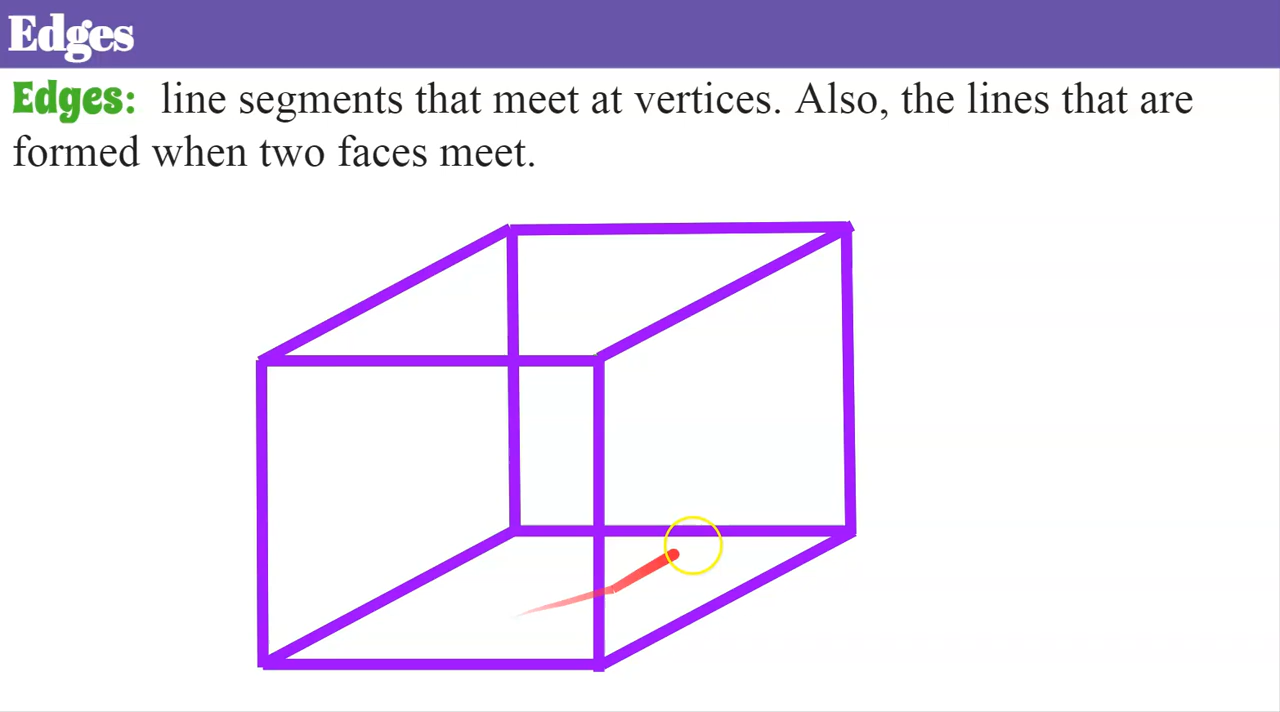 Edges
Edges: line segments that meet at vertices. Also, the lines that are
formed when two faces meet.